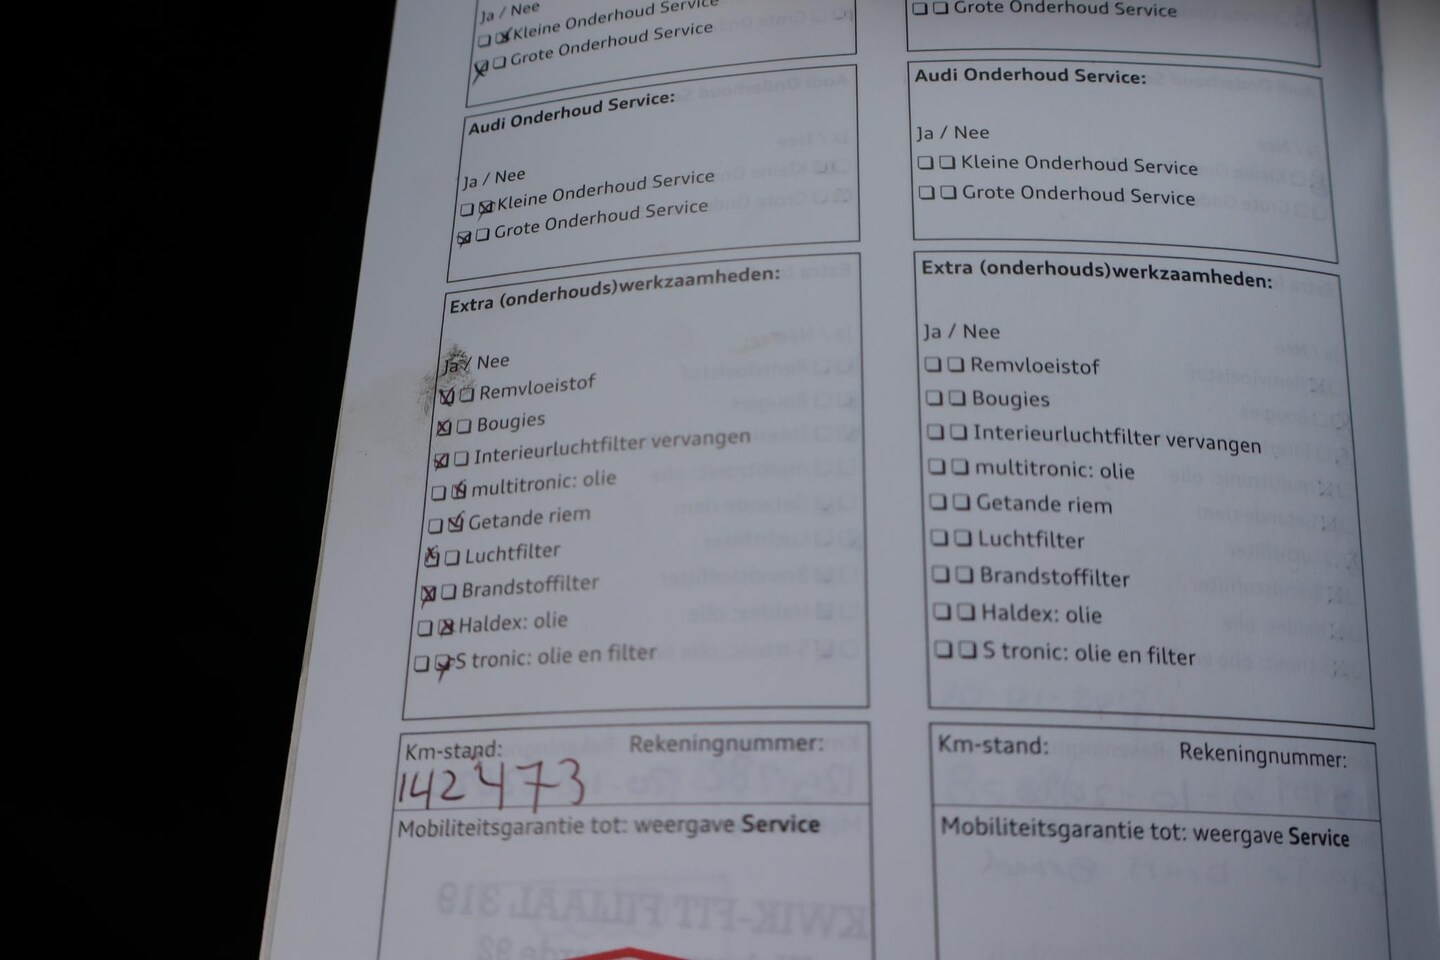 Ja / Nee
Kleine Onderhoud Service
Grote Onderhoud Service
Audi Onderhoud Service:
Ja / Nee
Kleine Onderhoud Service
Grote Onderhoud Service
Extra (onderhouds)werkzaamheden:
Ja / Nee
Remvloeistof
Bougies
Interieurluchtfilter vervangen
multitronic: olie
Getande riem
Luchtfilter
Brandstoffilter
Haldex: olie
S tronic: olie en filter
Km-stand: Rekeningnummer:
142473
Mobiliteitsgarantie tot: weergave Service
Grote Onderhoud Service
Audi Onderhoud Service:
Ja / Nee
Kleine Onderhoud Service
Grote Onderhoud Service
Extra (onderhouds)werkzaamheden:
Ja / Nee
Remvloeistof
Bougies
Interieurluchtfilter vervangen
multitronic: olie
Getande riem
Luchtfilter
Brandstoffilter
Haldex: olie
S tronic: olie en filter
Km-stand: Rekeningnummer:
Mobiliteitsgarantie tot: weergave Service
KWIK-FIT FILIAAL 319